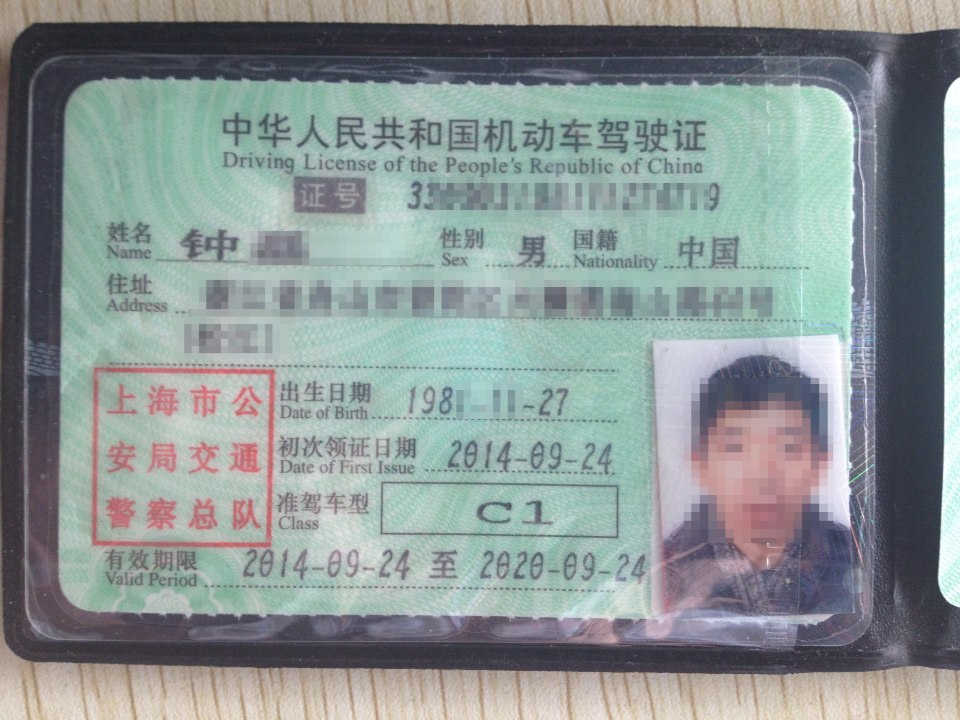 中华人民共和国机动车驾驶证
Driving License of the People's Republic of China
证号
姓名 钟 性别 男 国籍 中国
Name Sex Nationality
住址
Address
上海市公
安局交通
警察总队
出生日期
Date of Birth
初次领证日期 2014-09-24
Date of First Issue
准驾车型 C1
Class
有效期限 2014-09-24 至 2020-09-24
Valid Period